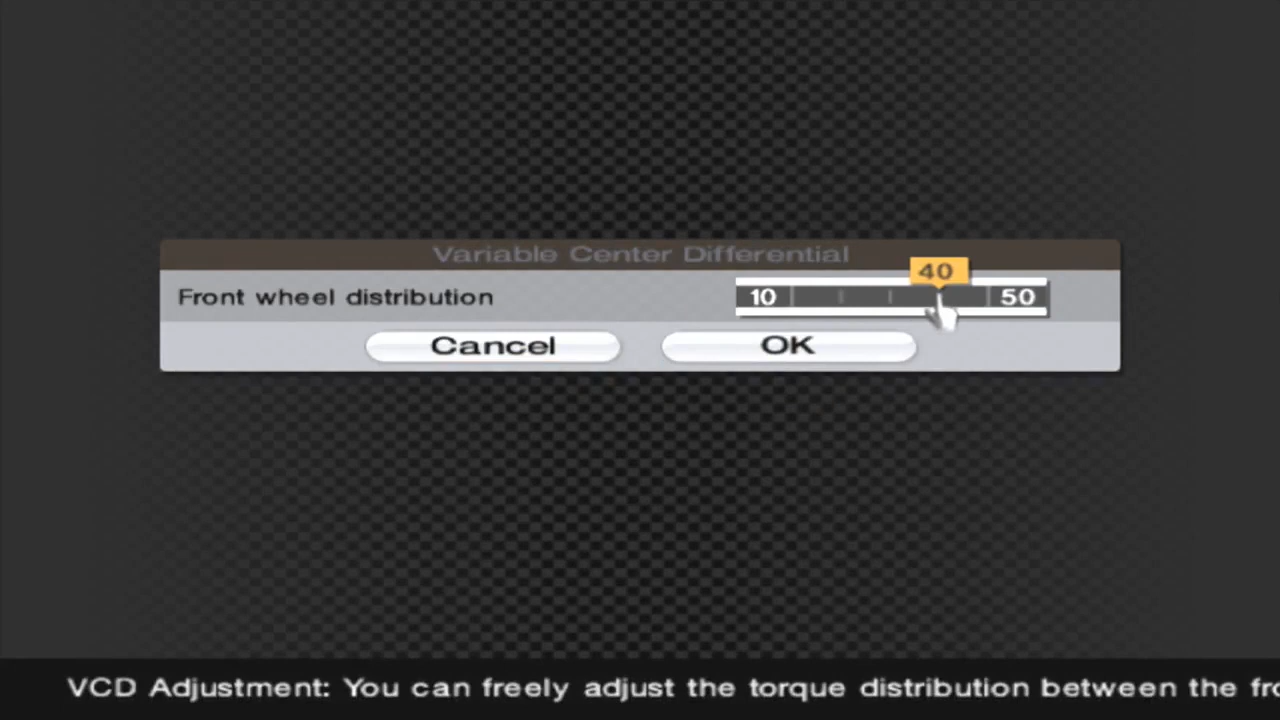 Variable Center Differential
40
Front wheel distribution 10 50
Cancel OK
VCD Adjustment: You can freely adjust the torque distribution between the